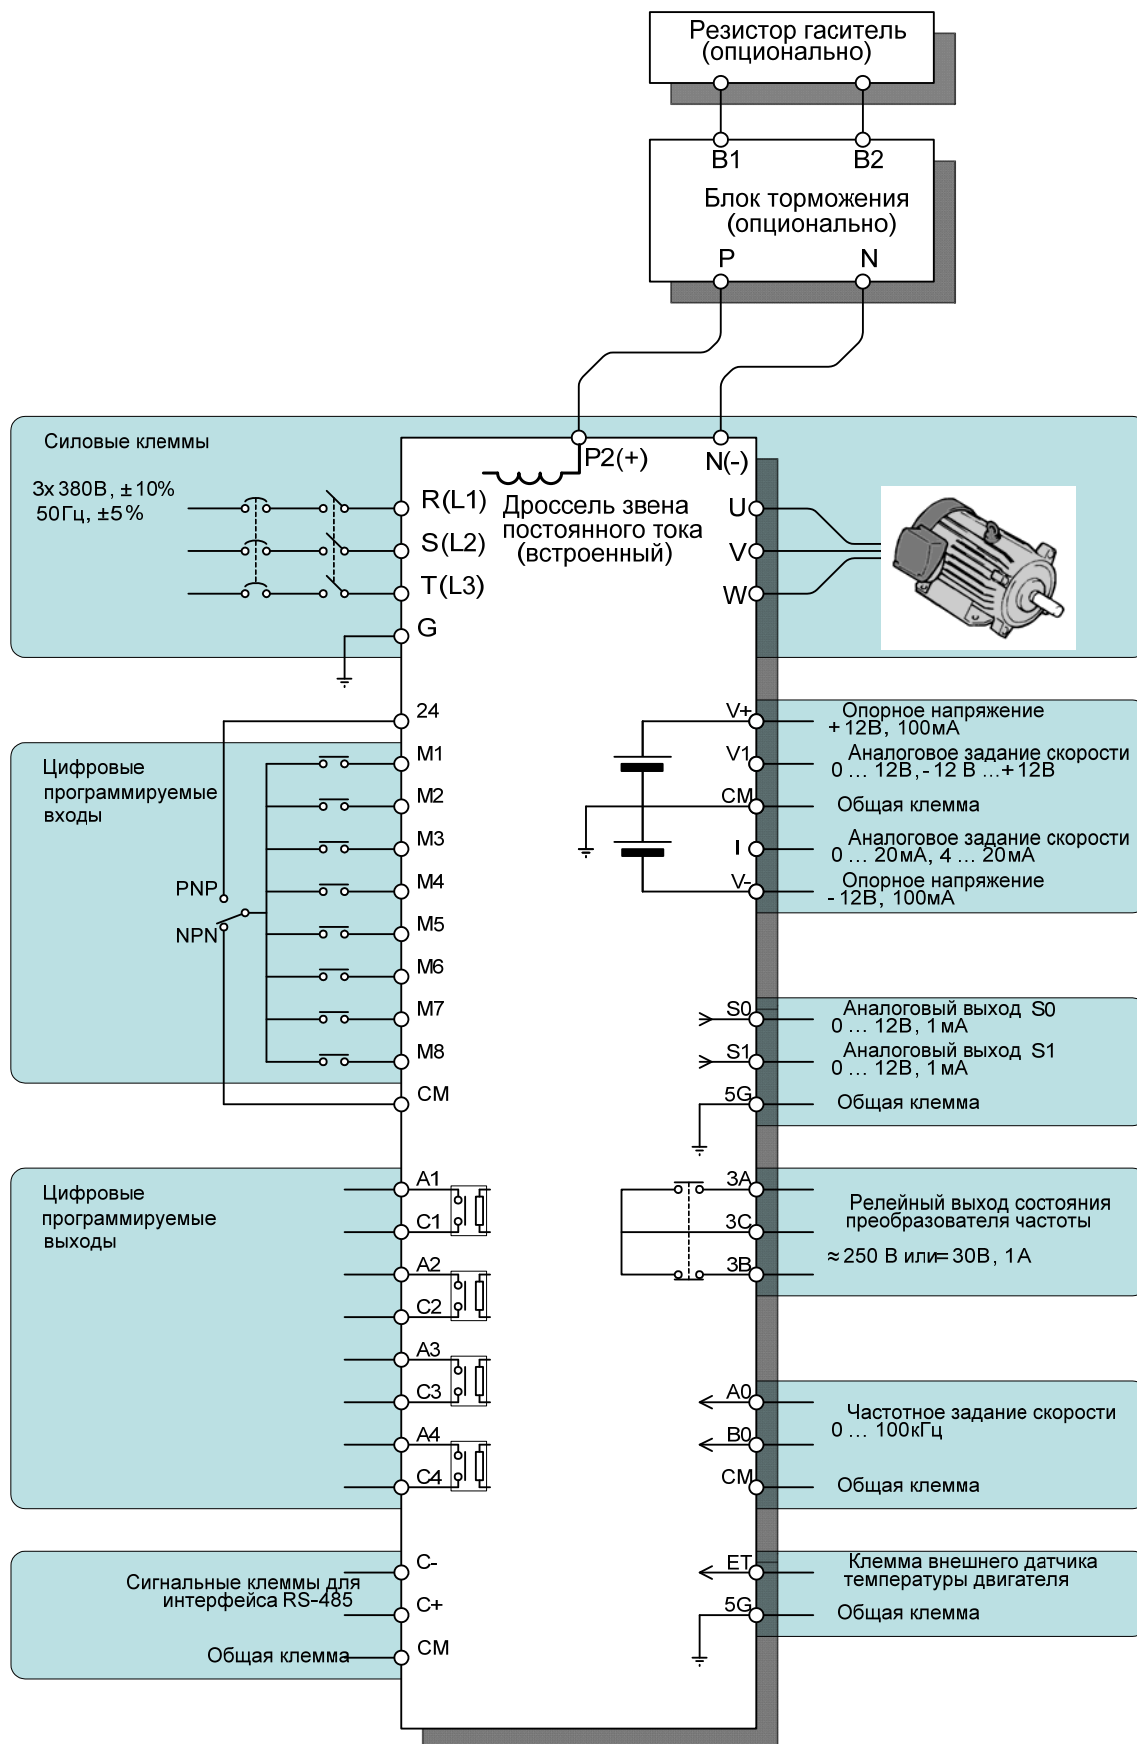 Резистор гаситель
(опционально)
B1
B2
Блок торможения
(опционально)
P
N
Силовые клеммы
P2(+)
N(-)
3x 380В, ±10%
50Гц, ±5%
R(L1)
S(L2)
T(L3)
G
Дроссель звена
постоянного тока
(встроенный)
U
V
W
24
Цифровые
программируемые
входы
M1
M2
M3
M4
M5
M6
M7
M8
CM
PNP
NPN
V+
Опорное напряжение
+12В, 100мА
V1
Аналоговое задание скорости
0 ... 12В, -12 В ...+12В
CM
Общая клемма
I
Аналоговое задание скорости
0 ... 20мА, 4 ... 20мА
V-
Опорное напряжение
-12В, 100мА
S0
Аналоговый выход S0
0 ... 12В, 1мА
S1
Аналоговый выход S1
0 ... 12В, 1мА
5G
Общая клемма
Цифровые
программируемые
выходы
A1
C1
A2
C2
A3
C3
A4
C4
3A
3C
3B
Релейный выход состояния
преобразователя частоты
≈250 В или=30В, 1А
A0
B0
Частотное задание скорости
0 ... 100кГц
CM
Общая клемма
Сигнальные клеммы для
интерфейса RS-485
C-
C+
Общая клемма
CM
ET
Клемма внешнего датчика
температуры двигателя
5G
Общая клемма